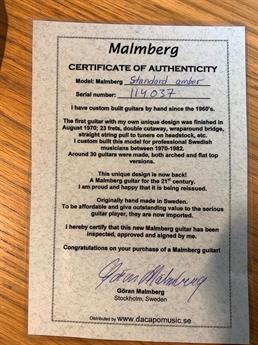 Malmberg
CERTIFICATE OF AUTHENTICITY
Model: Malmberg Standard amber
Serial number: 114037
I have custom built guitars by hand since the 1960's.
The first guitar with my own unique design was finished in
August 1970; 23 frets, double cutaway, wraparound bridge,
straight string pull to tuners on headstock, etc.
I custom built this model for professional Swedish
musicians between 1970-1982.
Around 30 guitars were made, both arched and flat top
versions.
This unique design is now back!
A Malmberg guitar for the 21st century.
I am proud and happy that it is being reissued.
Originally hand made in Sweden.
To be affordable and give outstanding value to the serious
guitar player, they are now imported.
I hereby certify that this new Malmberg guitar has been
inspected, approved and signed by me.
Congratulations on your purchase of a Malmberg guitar!
Göran Malmberg
Göran Malmberg
Stockholm, Sweden
Distributed by www.dacapomusic.se